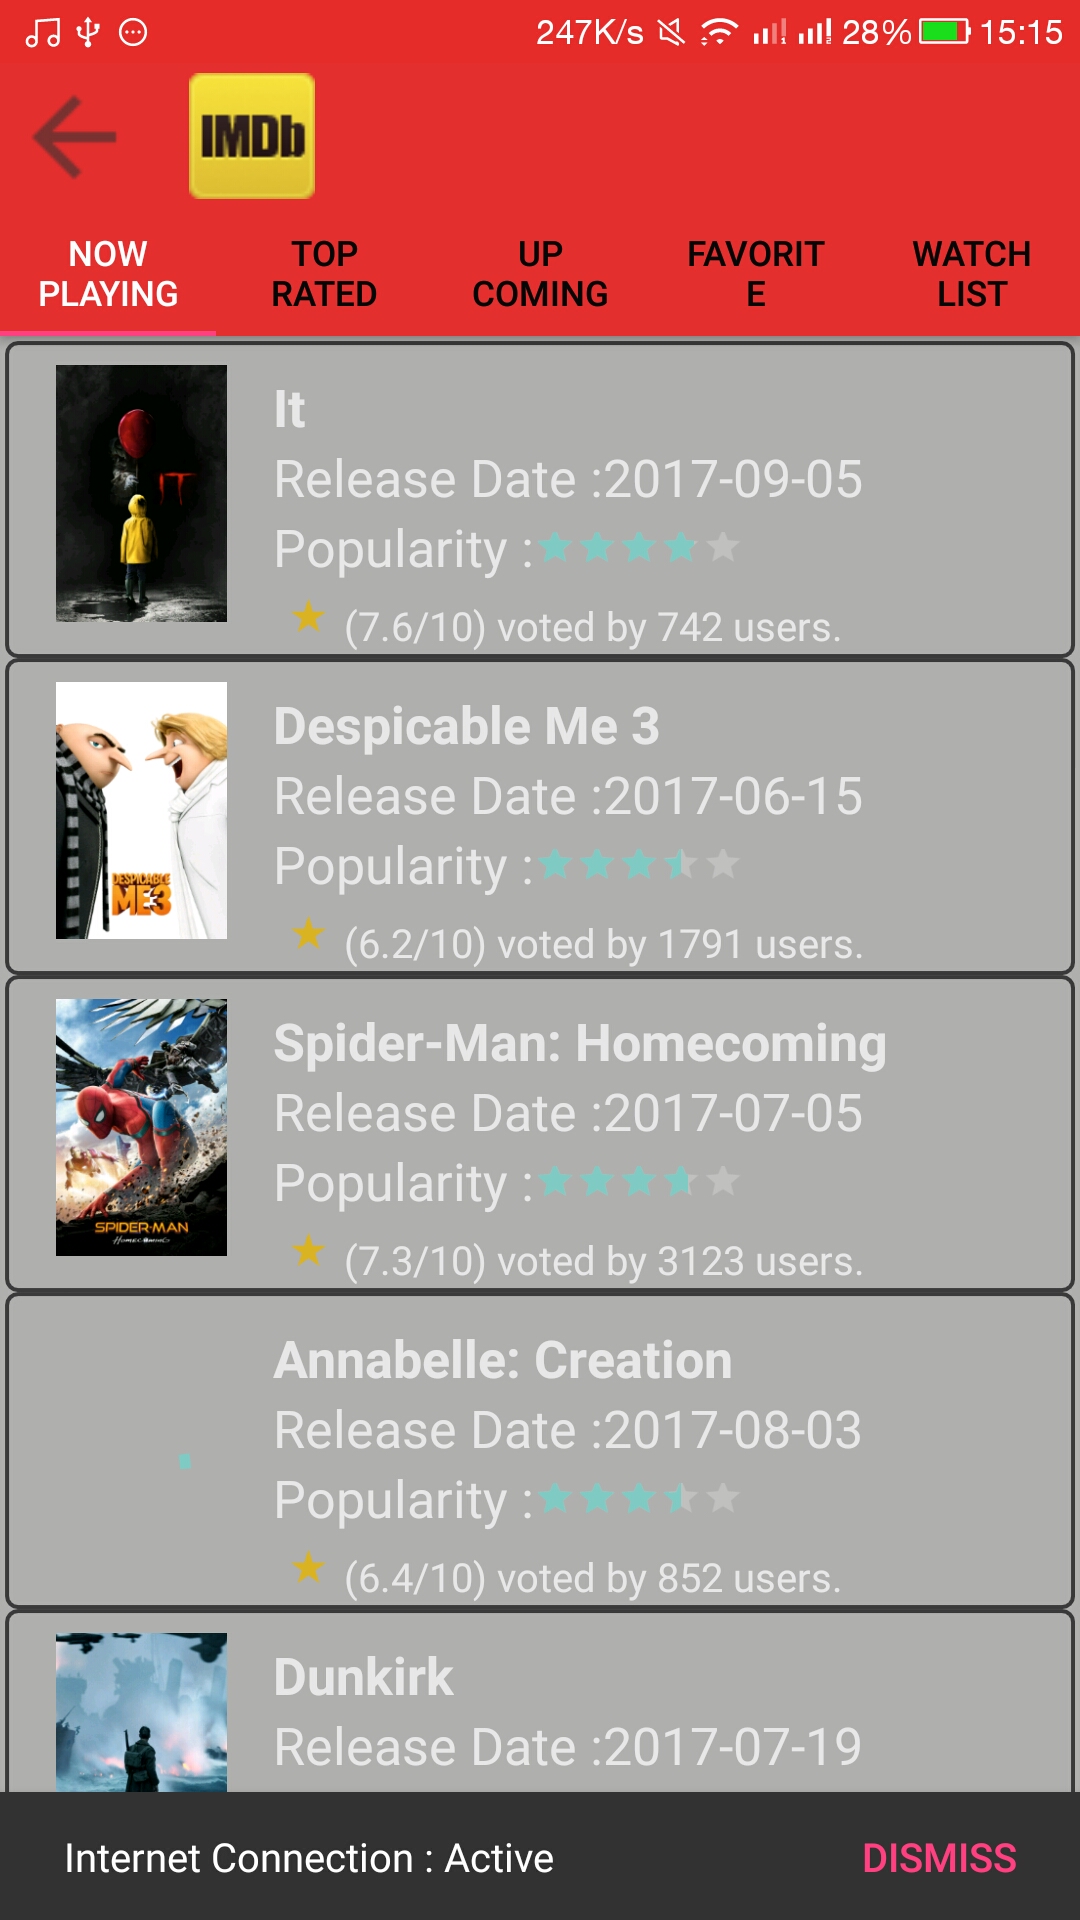 247K/s 28% 15:15
IMDb
NOW PLAYING
TOP RATED
UP COMING
FAVORIT
E
WATCH LIST
IT
It
Release Date :2017-09-05
Popularity :
(7.6/10) voted by 742 users.
DESPICABLE
ME3
Despicable Me 3
Release Date :2017-06-15
Popularity :
(6.2/10) voted by 1791 users.
SPIDER-MAN
HOMECOMING
Spider-Man: Homecoming
Release Date :2017-07-05
Popularity :
(7.3/10) voted by 3123 users.
Annabelle: Creation
Release Date :2017-08-03
Popularity :
(6.4/10) voted by 852 users.
Dunkirk
Release Date :2017-07-19
Internet Connection : Active
DISMISS